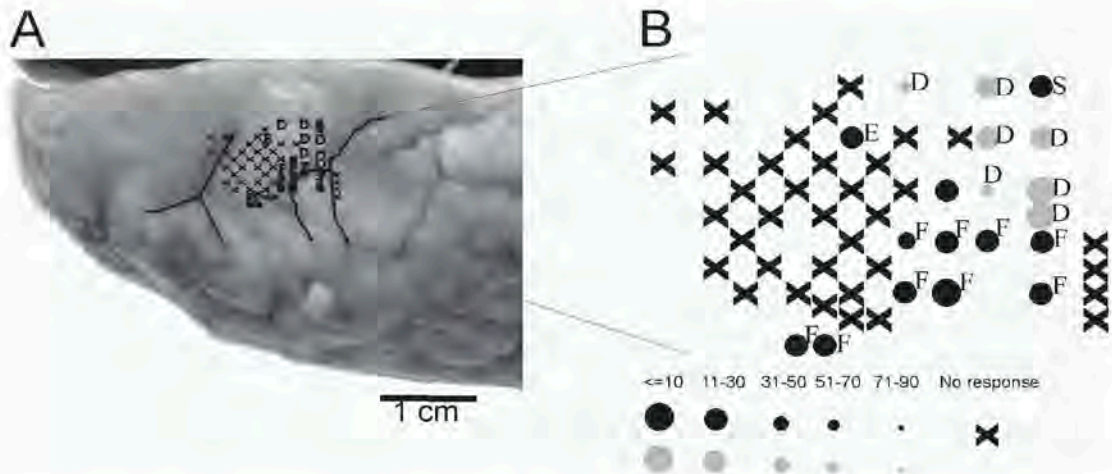 A
B
D D S
E D D
D D
D
F F F F
F F F
F F
<=10 11-30 31-50 51-70 71-90 No response
1 cm